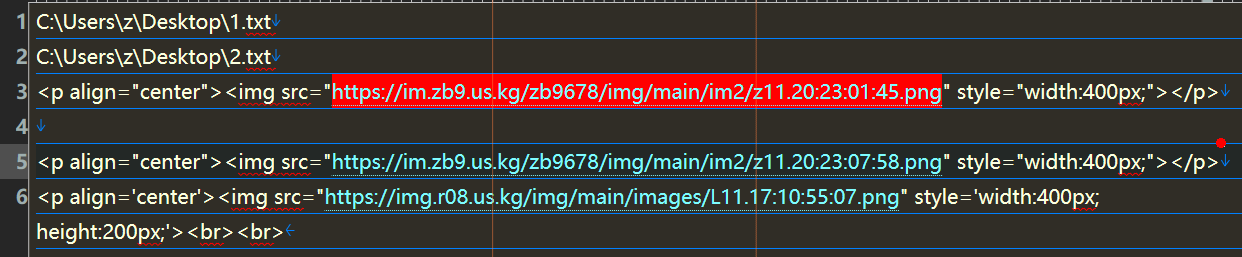 1 C:\Users\z\Desktop\1.txt↓
2 C:\Users\z\Desktop\2.txt↓
3 <p align="center"><img src="https://im.zb9.us.kg/zb9678/img/main/im2/z11.20:23:01:45.png" style="width:400px;"></p>↓
4 ↓
5 <p align="center"><img src="https://im.zb9.us.kg/zb9678/img/main/im2/z11.20:23:07:58.png" style="width:400px;"></p>↓
6 <p align='center'><img src="https://img.r08.us.kg/img/main/images/L11.17:10:55:07.png" style='width:400px;
height:200px;'><br><br>←